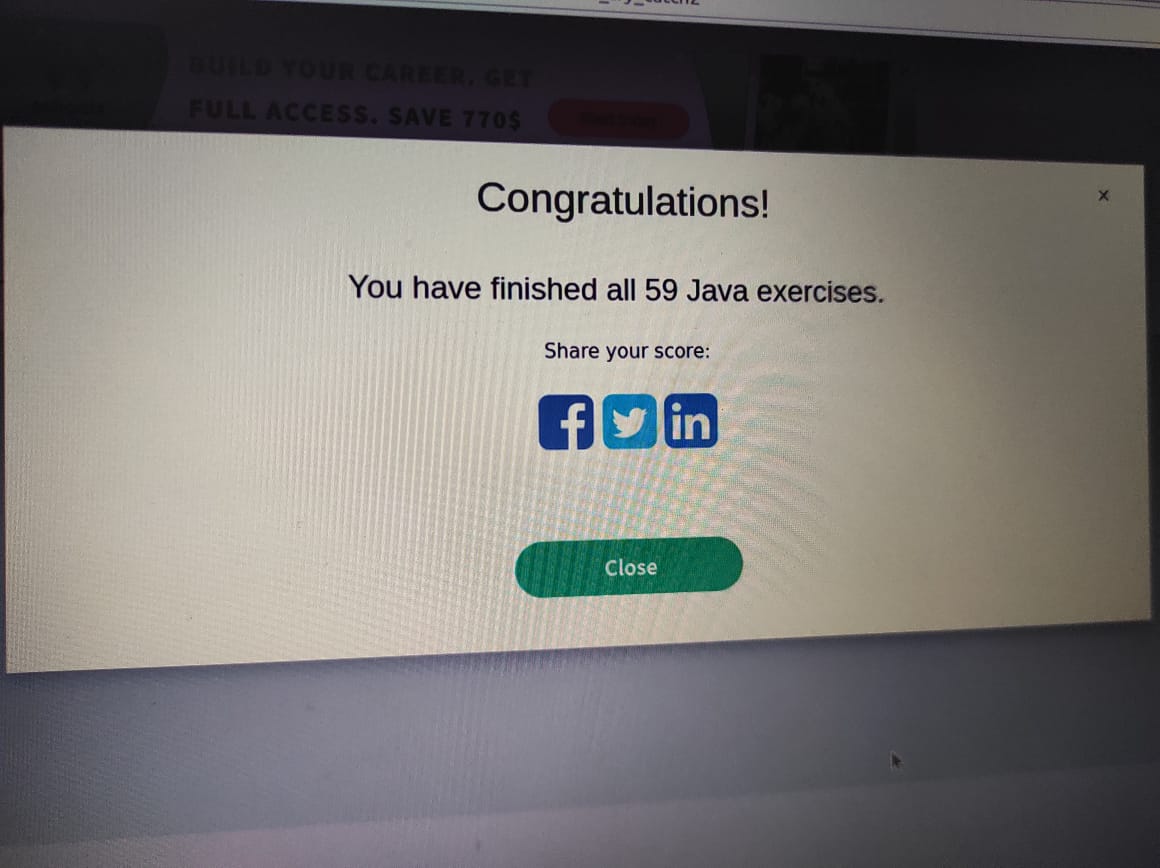 BUILD YOUR CAREER. GET
FULL ACCESS. SAVE 770$
Congratulations!
×
You have finished all 59 Java exercises.
Share your score:
f
in
Close